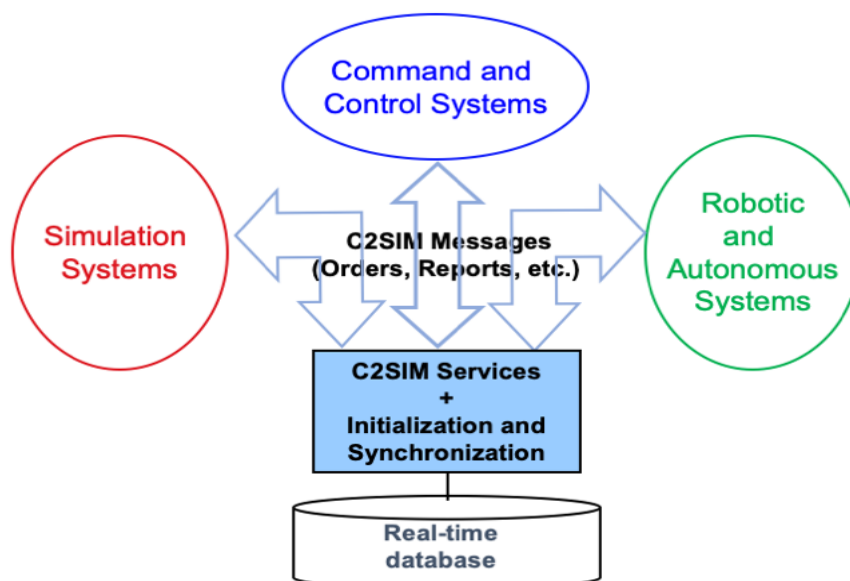 Command and
Control Systems
Simulation
Systems
Robotic
and
Autonomous
Systems
C2SIM Messages
(Orders, Reports, etc.)
C2SIM Services
+
Initialization and
Synchronization
Real-time
database